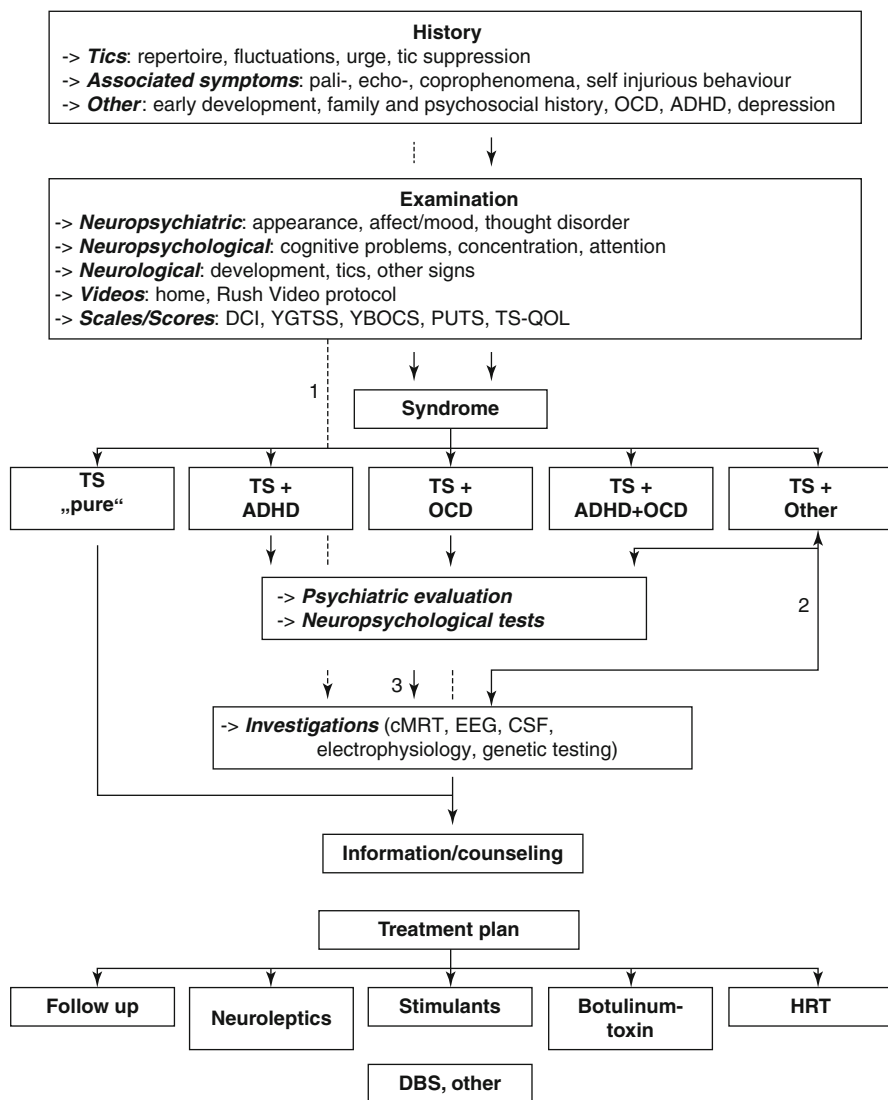 History
-> Tics: repertoire, fluctuations, urge, tic suppression
-> Associated symptoms: pali-, echo-, coprophenomena, self injurious behaviour
-> Other: early development, family and psychosocial history, OCD, ADHD, depression
Examination
-> Neuropsychiatric: appearance, affect/mood, thought disorder
-> Neuropsychological: cognitive problems, concentration, attention
-> Neurological: development, tics, other signs
-> Videos: home, Rush Video protocol
-> Scales/Scores: DCI, YGTSS, YBOCS, PUTS, TS-QOL
1
Syndrome
TS
„pure“
TS +
ADHD
TS +
OCD
TS +
ADHD+OCD
TS +
Other
-> Psychiatric evaluation
-> Neuropsychological tests
2
3
-> Investigations (cMRT, EEG, CSF,
electrophysiology, genetic testing)
Information/counseling
Treatment plan
Follow up
Neuroleptics
Stimulants
Botulinum-
toxin
HRT
DBS, other